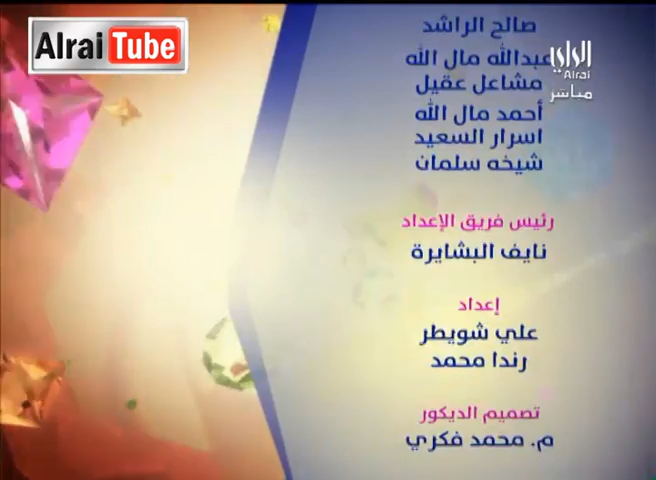 Alrai Tube
الراي
Alrai
مباشر
صالح الراشد
عبدالله مال الله
مشاعل عقيل
أحمد مال الله
اسرار السعيد
شيخه سلمان
رئيس فريق الإعداد
نايف البشايرة
إعداد
علي شويطر
رندا محمد
تصميم الديكور
م. محمد فكري